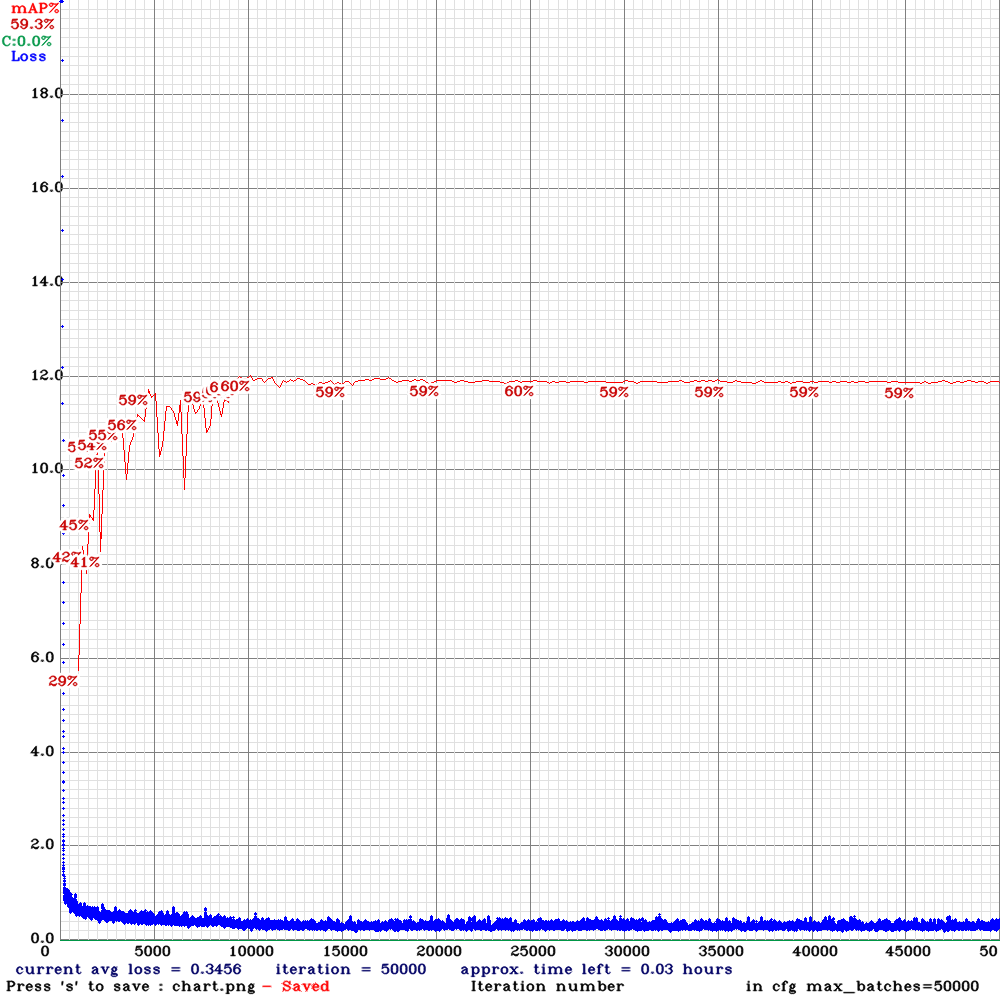 mAP%
59.3%
C:0.0%
Loss
18.0
16.0
14.0
12.0
59% 60%
59% 59% 60% 59% 59% 59% 59%
56%
55%
54%
52%
10.0
45%
42%
41%
8.0
6.0
29%
4.0
2.0
0.0
0 5000 10000 15000 20000 25000 30000 35000 40000 45000 50
current avg loss = 0.3456 iteration = 50000 approx. time left = 0.03 hours
Press 's' to save : chart.png - Saved Iteration number in cfg max_batches=50000